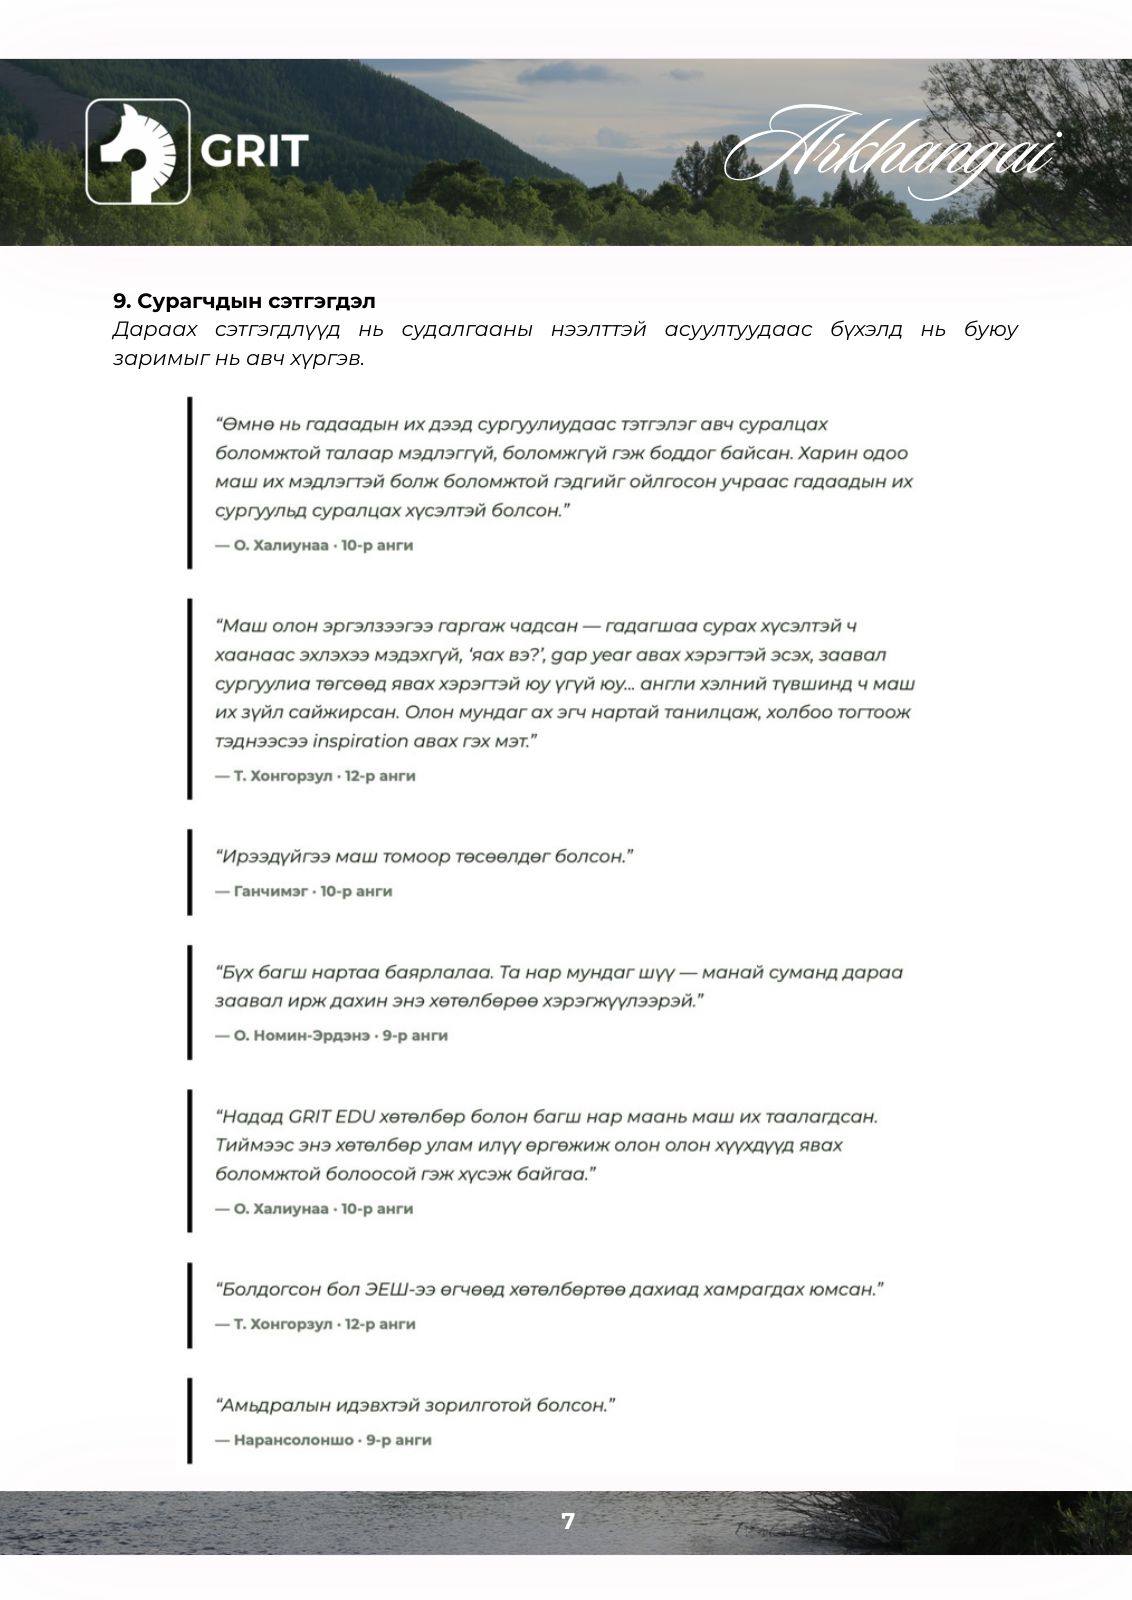 GRIT
Arkhangai
9. Сурагчдын сэтгэгдэл
Дараах сэтгэгдлүүд нь судалгааны нээлттэй асуултуудаас бүхэлд нь буюу
заримыг нь авч хүргэв.
“Өмнө нь гадаадын их дээд сургуулиудаас тэтгэлэг авч суралцах
боломжтой талаар мэдлэггүй, боломжгүй гэж боддог байсан. Харин одоо
маш их мэдлэгтэй болж боломжтой гэдгийг ойлгосон учраас гадаадын их
сургуульд суралцах хүсэлтэй болсон.”
— О. Халиунаа · 10-р анги
“Маш олон эргэлзээгээ гаргаж чадсан — гадагшаа сурах хүсэлтэй ч
хаанаас эхлэхээ мэдэхгүй, ‘яах вэ?’, gap year авах хэрэгтэй эсэх, заавал
сургуулиа төгсөөд явах хэрэгтэй юу үгүй юу... англи хэлний түвшинд ч маш
их зүйл сайжирсан. Олон мундаг ах эгч нартай танилцаж, холбоо тогтоож
тэднээсээ inspiration авах гэх мэт.”
— Т. Хонгорзул · 12-р анги
“Ирээдүйгээ маш томоор төсөөлдөг болсон.”
— Ганчимэг · 10-р анги
“Бүх багш нартаа баярлалаа. Та нар мундаг шүү — манай суманд дараа
заавал ирж дахин энэ хөтөлбөрөө хэрэгжүүлээрэй.”
— О. Номин-Эрдэнэ · 9-р анги
“Надад GRIT EDU хөтөлбөр болон багш нар маань маш их таалагдсан.
Тиймээс энэ хөтөлбөр улам илүү өргөжиж олон олон хүүхдүүд явах
боломжтой болоосой гэж хүсэж байгаа.”
— О. Халиунаа · 10-р анги
“Болдогсон бол ЭЕШ-ээ өгчөөд хөтөлбөртөө дахиад хамрагдах юмсан.”
— Т. Хонгорзул · 12-р анги
“Амьдралын идэвхтэй зорилготой болсон.”
— Нарансолоншо · 9-р анги
7